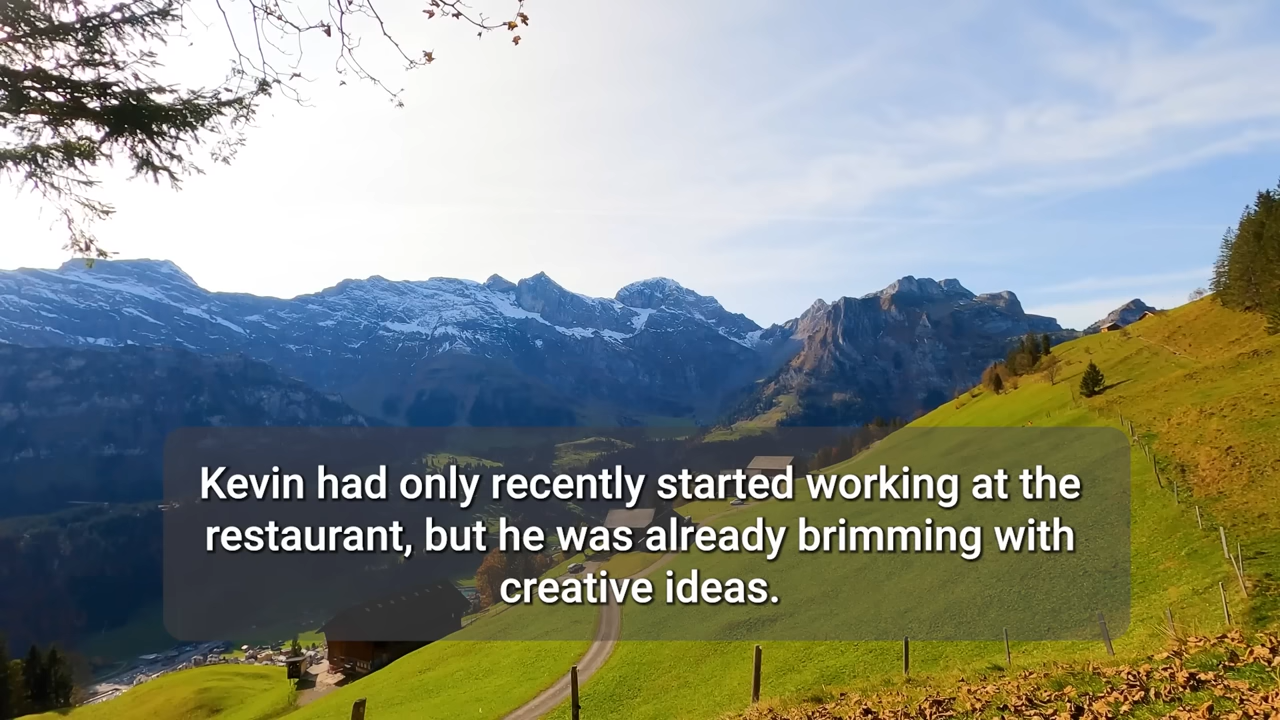 Kevin had only recently started working at the
restaurant, but he was already brimming with
creative ideas.